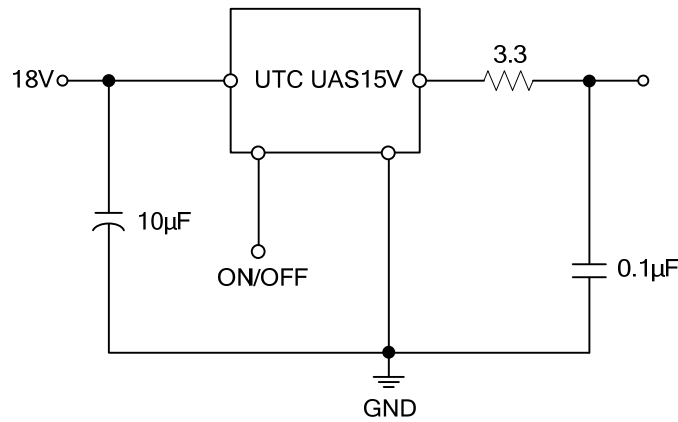 3.3
18V
UTC UAS15V
10µF
ON/OFF
0.1µF
GND